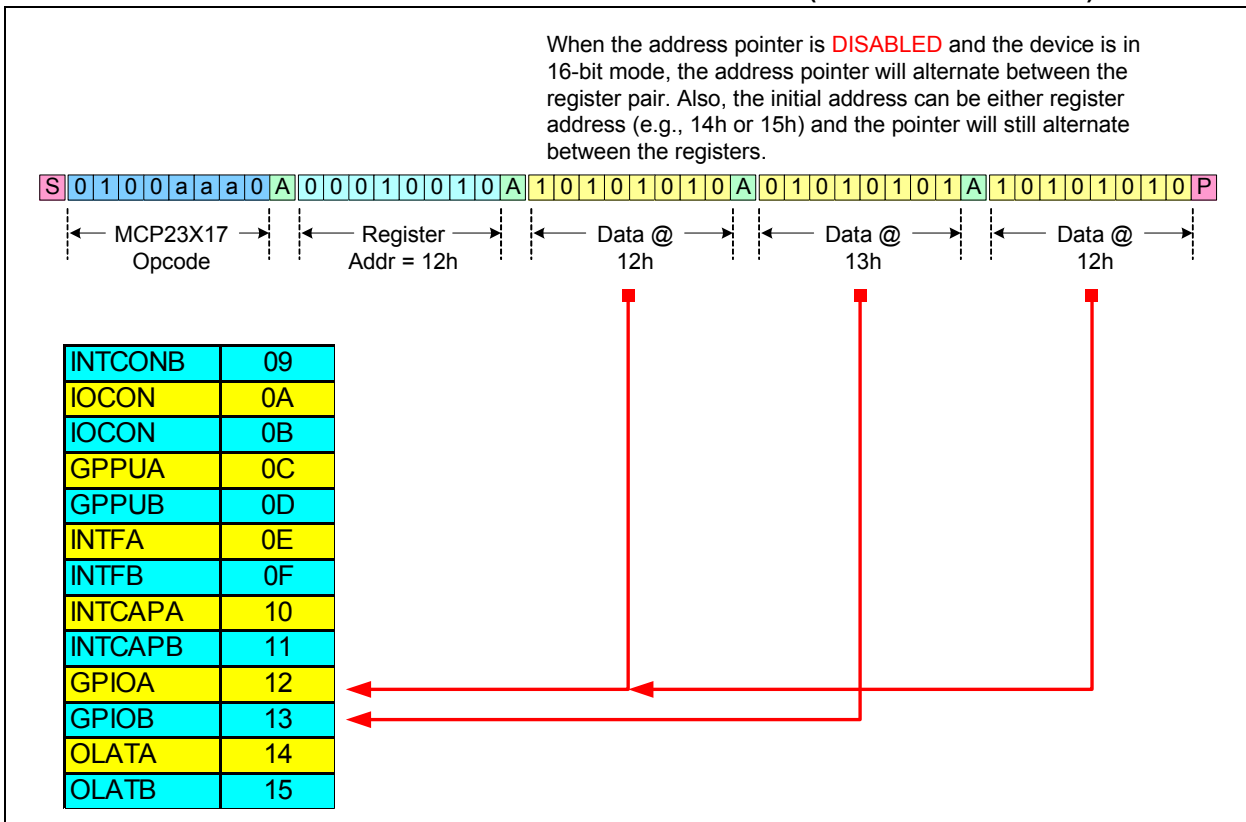 When the address pointer is DISABLED and the device is in
16-bit mode, the address pointer will alternate between the
register pair. Also, the initial address can be either register
address (e.g., 14h or 15h) and the pointer will still alternate
between the registers.
S 0 1 0 0 a a a 0 A 0 0 0 1 0 0 1 0 A 1 0 1 0 1 0 1 0 A 0 1 0 1 0 1 0 1 A 1 0 1 0 1 0 1 0 P
MCP23X17 Register Data @ Data @ Data @
Opcode Addr = 12h 12h 13h 12h
INTCONB 09
IOCON 0A
IOCON 0B
GPPUA 0C
GPPUB 0D
INTFA 0E
INTFB 0F
INTCAPA 10
INTCAPB 11
GPIOA 12
GPIOB 13
OLATA 14
OLATB 15